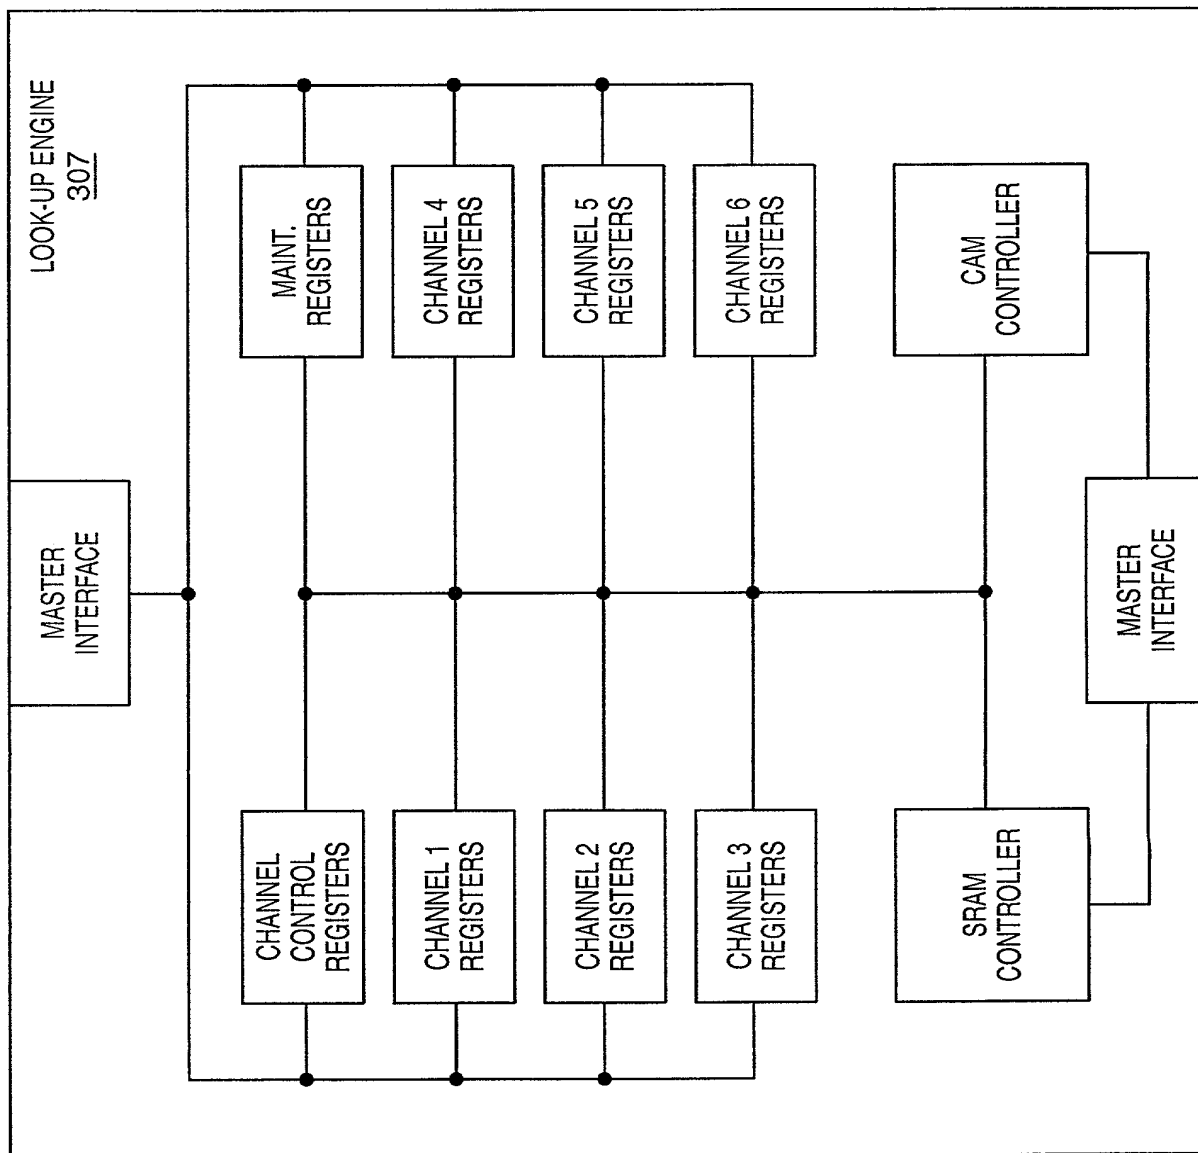 LOOK-UP ENGINE
307
MASTER
INTERFACE
CHANNEL
CONTROL
REGISTERS
MAINT.
REGISTERS
CHANNEL 1
REGISTERS
CHANNEL 4
REGISTERS
CHANNEL 2
REGISTERS
CHANNEL 5
REGISTERS
CHANNEL 3
REGISTERS
CHANNEL 6
REGISTERS
SRAM
CONTROLLER
CAM
CONTROLLER
MASTER
INTERFACE